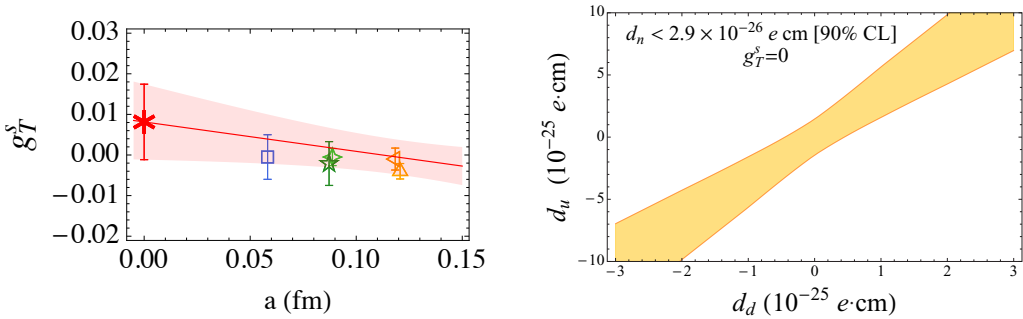 0.03
0.02
0.01
0.00
−0.01
−0.02
g_T^s
0.00 0.05 0.10 0.15
a (fm)
d_n < 2.9 × 10^−26 e cm [90% CL]
g_T^s=0
10
5
0
−5
−10
d_u (10^−25 e·cm)
−3 −2 −1 0 1 2 3
d_d (10^−25 e·cm)